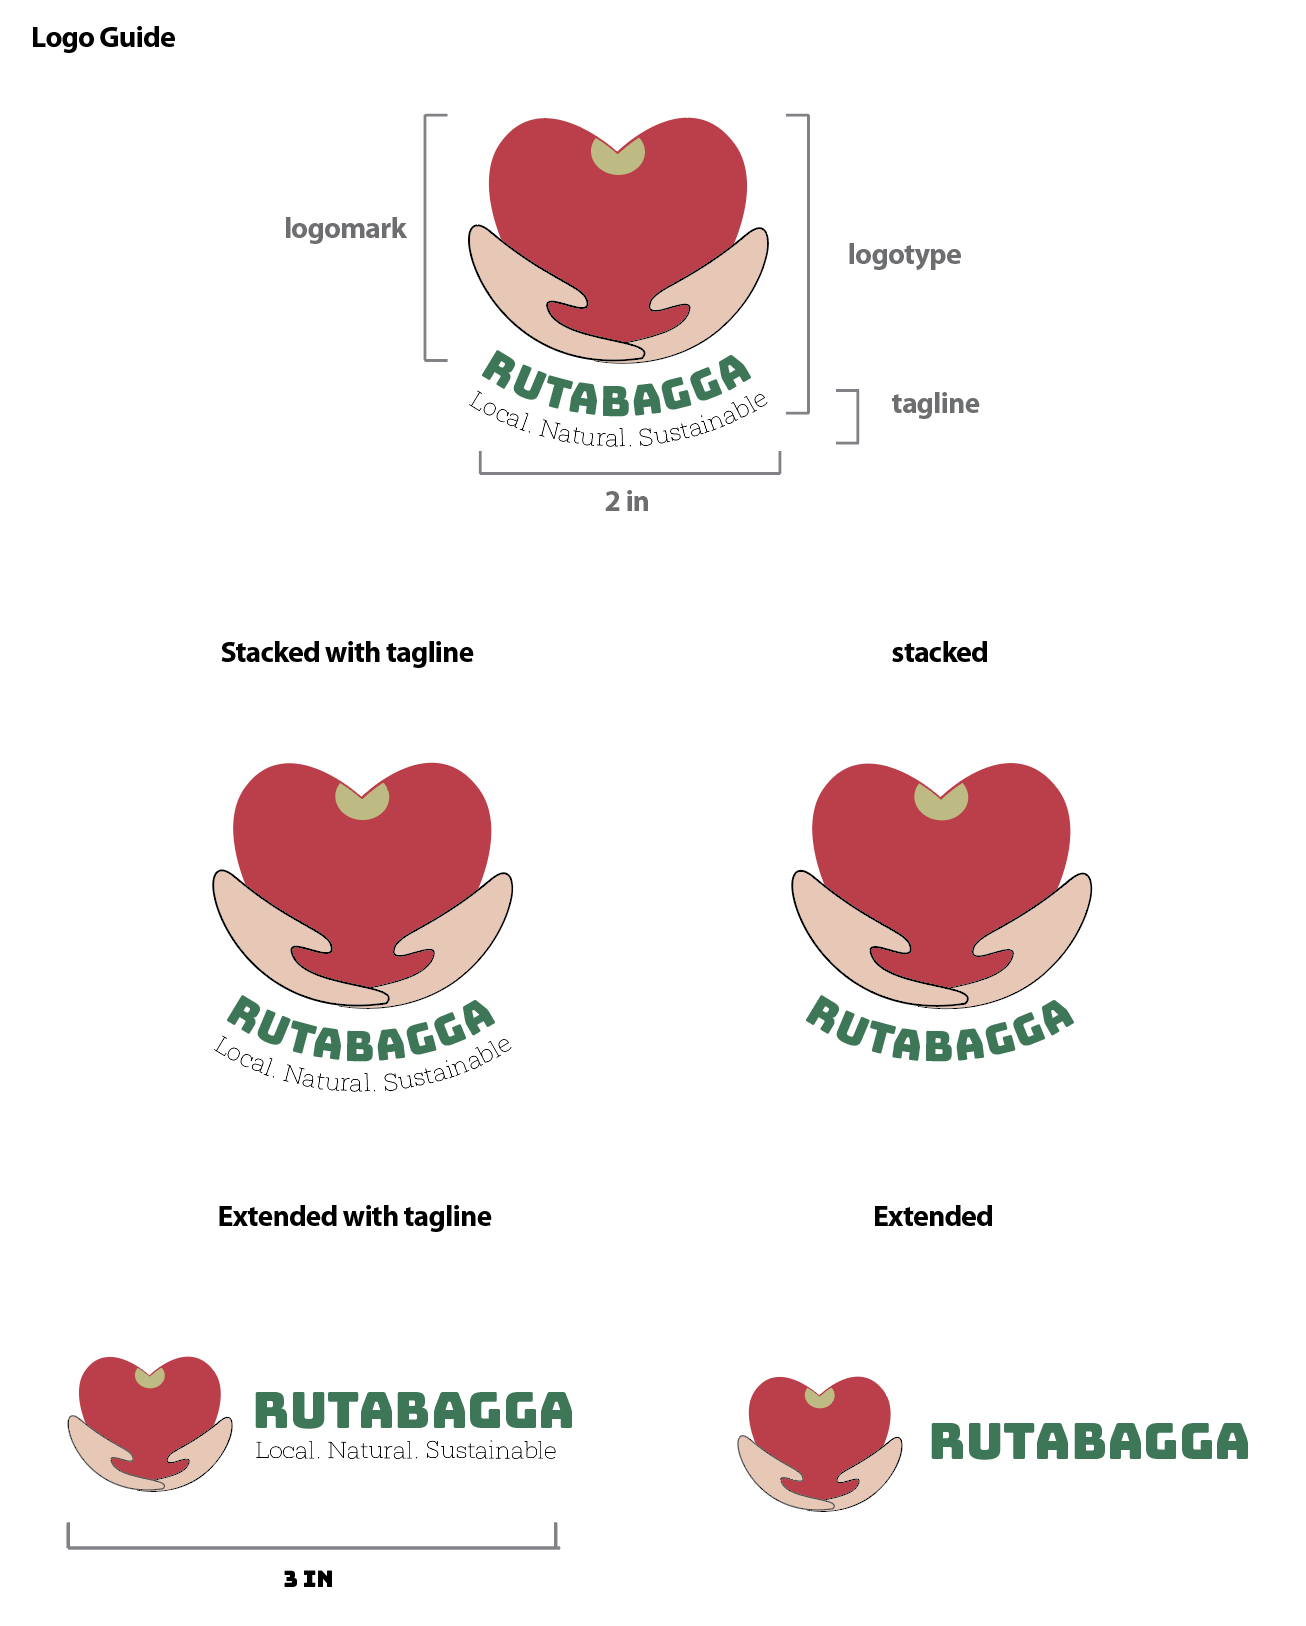 Logo Guide
logomark
logotype
RUTABAGGA
Local. Natural. Sustainable
tagline
2 in
Stacked with tagline
stacked
RUTABAGGA
Local. Natural. Sustainable
RUTABAGGA
Extended with tagline
Extended
RUTABAGGA
Local. Natural. Sustainable
RUTABAGGA
3 IN